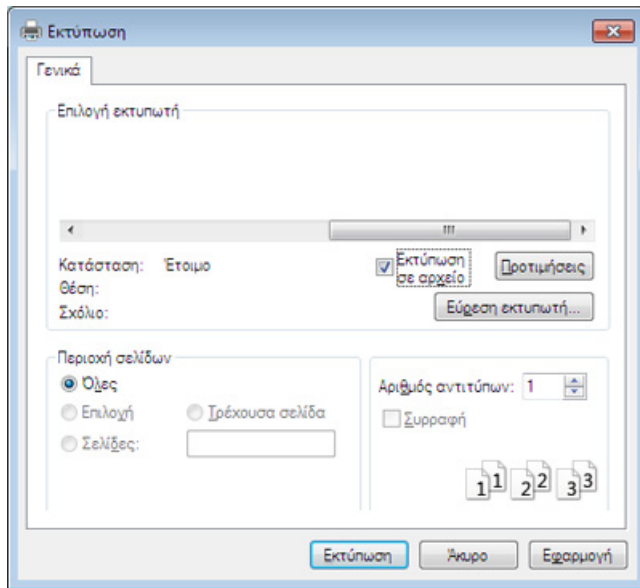 Εκτύπωση
Γενικά
Επιλογή εκτυπωτή
Κατάσταση: Έτοιμο
Θέση:
Σχόλιο:
Εκτύπωση
σε αρχείο
Προτιμήσεις
Εύρεση εκτυπωτή...
Περιοχή σελίδων
Όλες
Επιλογή Τρέχουσα σελίδα
Σελίδες:
Αριθμός αντιτύπων: 1
Συρραφή
1 1 2 2 3 3
Εκτύπωση Άκυρο Εφαρμογή